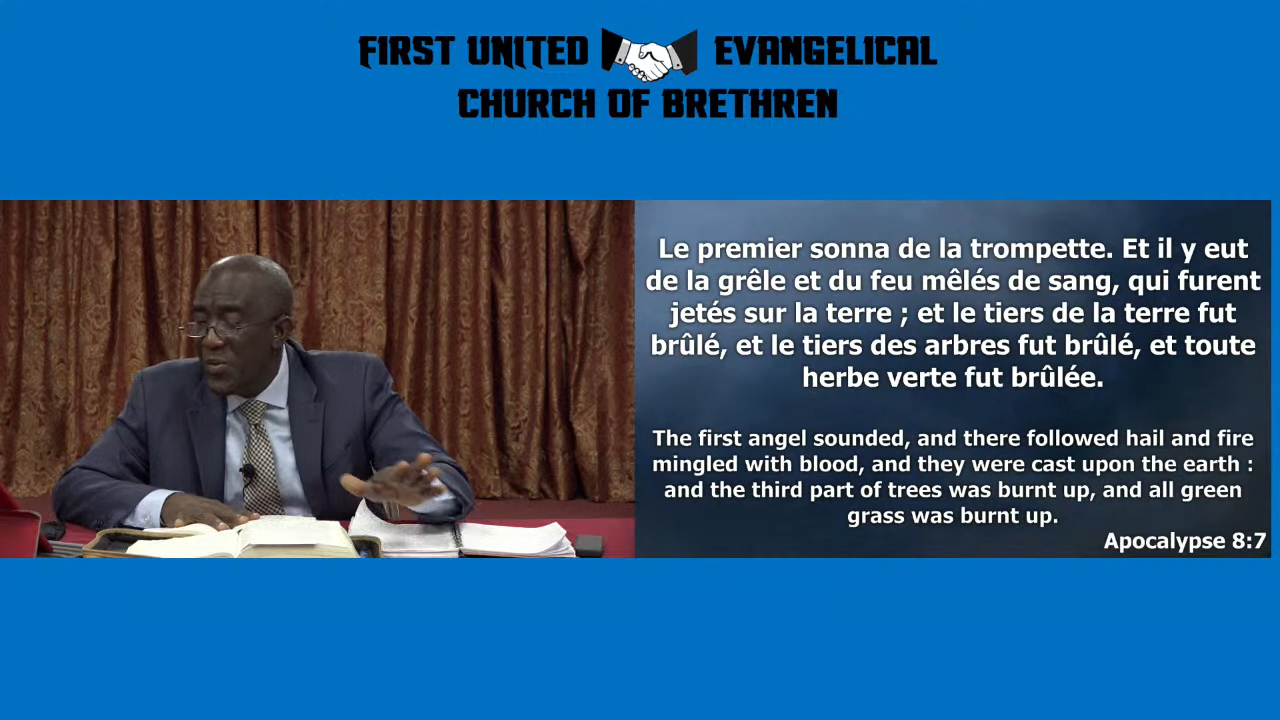 FIRST UNITED EVANGELICAL
CHURCH OF BRETHREN
Le premier sonna de la trompette. Et il y eut
de la grêle et du feu mêlés de sang, qui furent
jetés sur la terre ; et le tiers de la terre fut
brûlé, et le tiers des arbres fut brûlé, et toute
herbe verte fut brûlée.
The first angel sounded, and there followed hail and fire
mingled with blood, and they were cast upon the earth :
and the third part of trees was burnt up, and all green
grass was burnt up.
Apocalypse 8:7